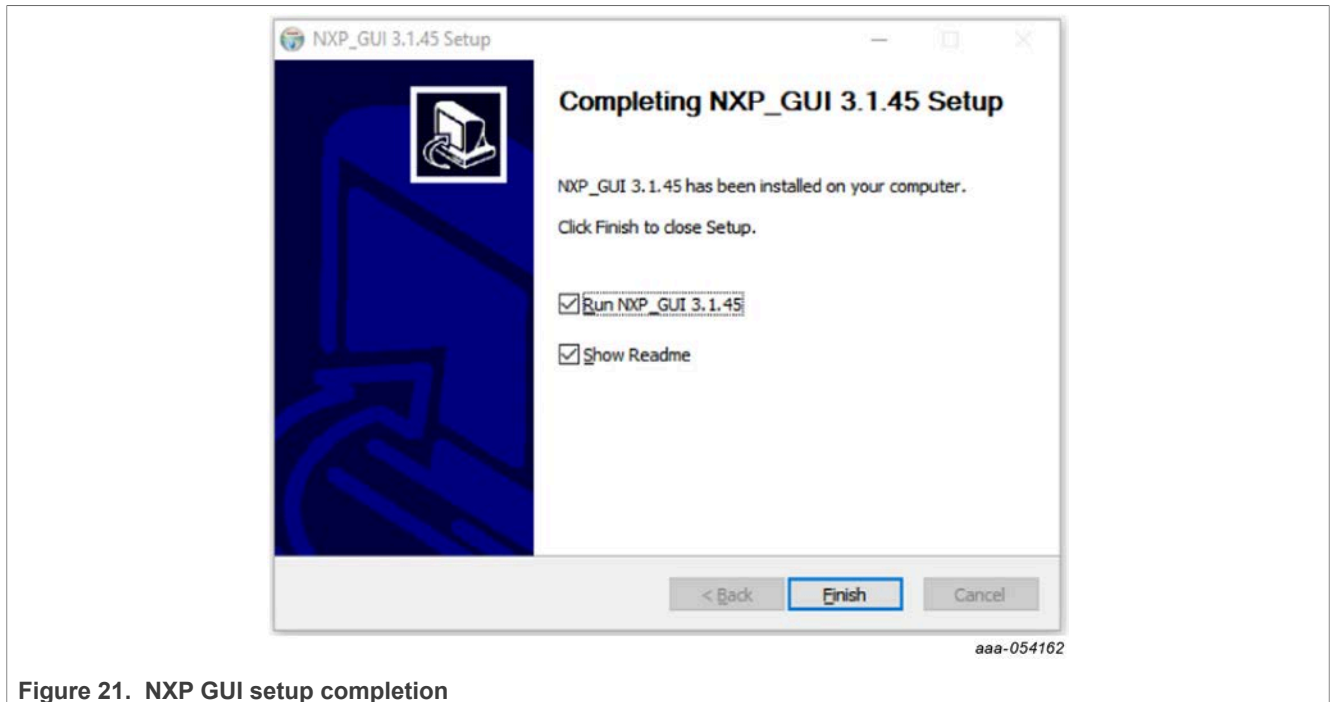 NXP_GUI 3.1.45 Setup
Completing NXP_GUI 3.1.45 Setup
NXP_GUI 3.1.45 has been installed on your computer.
Click Finish to close Setup.
Run NXP_GUI 3.1.45
Show Readme
< Back Finish Cancel
aaa-054162
Figure 21. NXP GUI setup completion